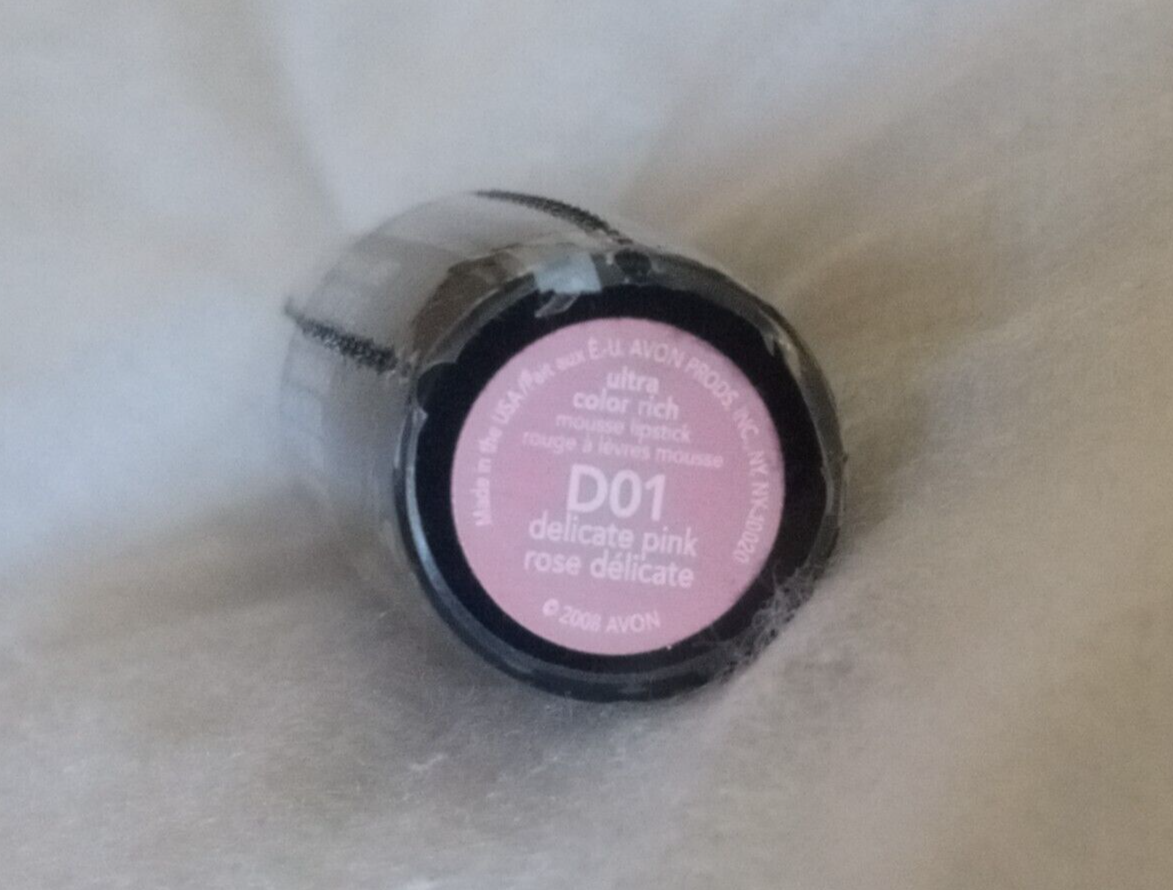 Made in the USA/Fait aux É-U. AVON PRODS. INC., NY NY 10020
ultra
color rich
mousse lipstick
rouge à lèvres mousse
D01
delicate pink
rose délicate
© 2008 AVON